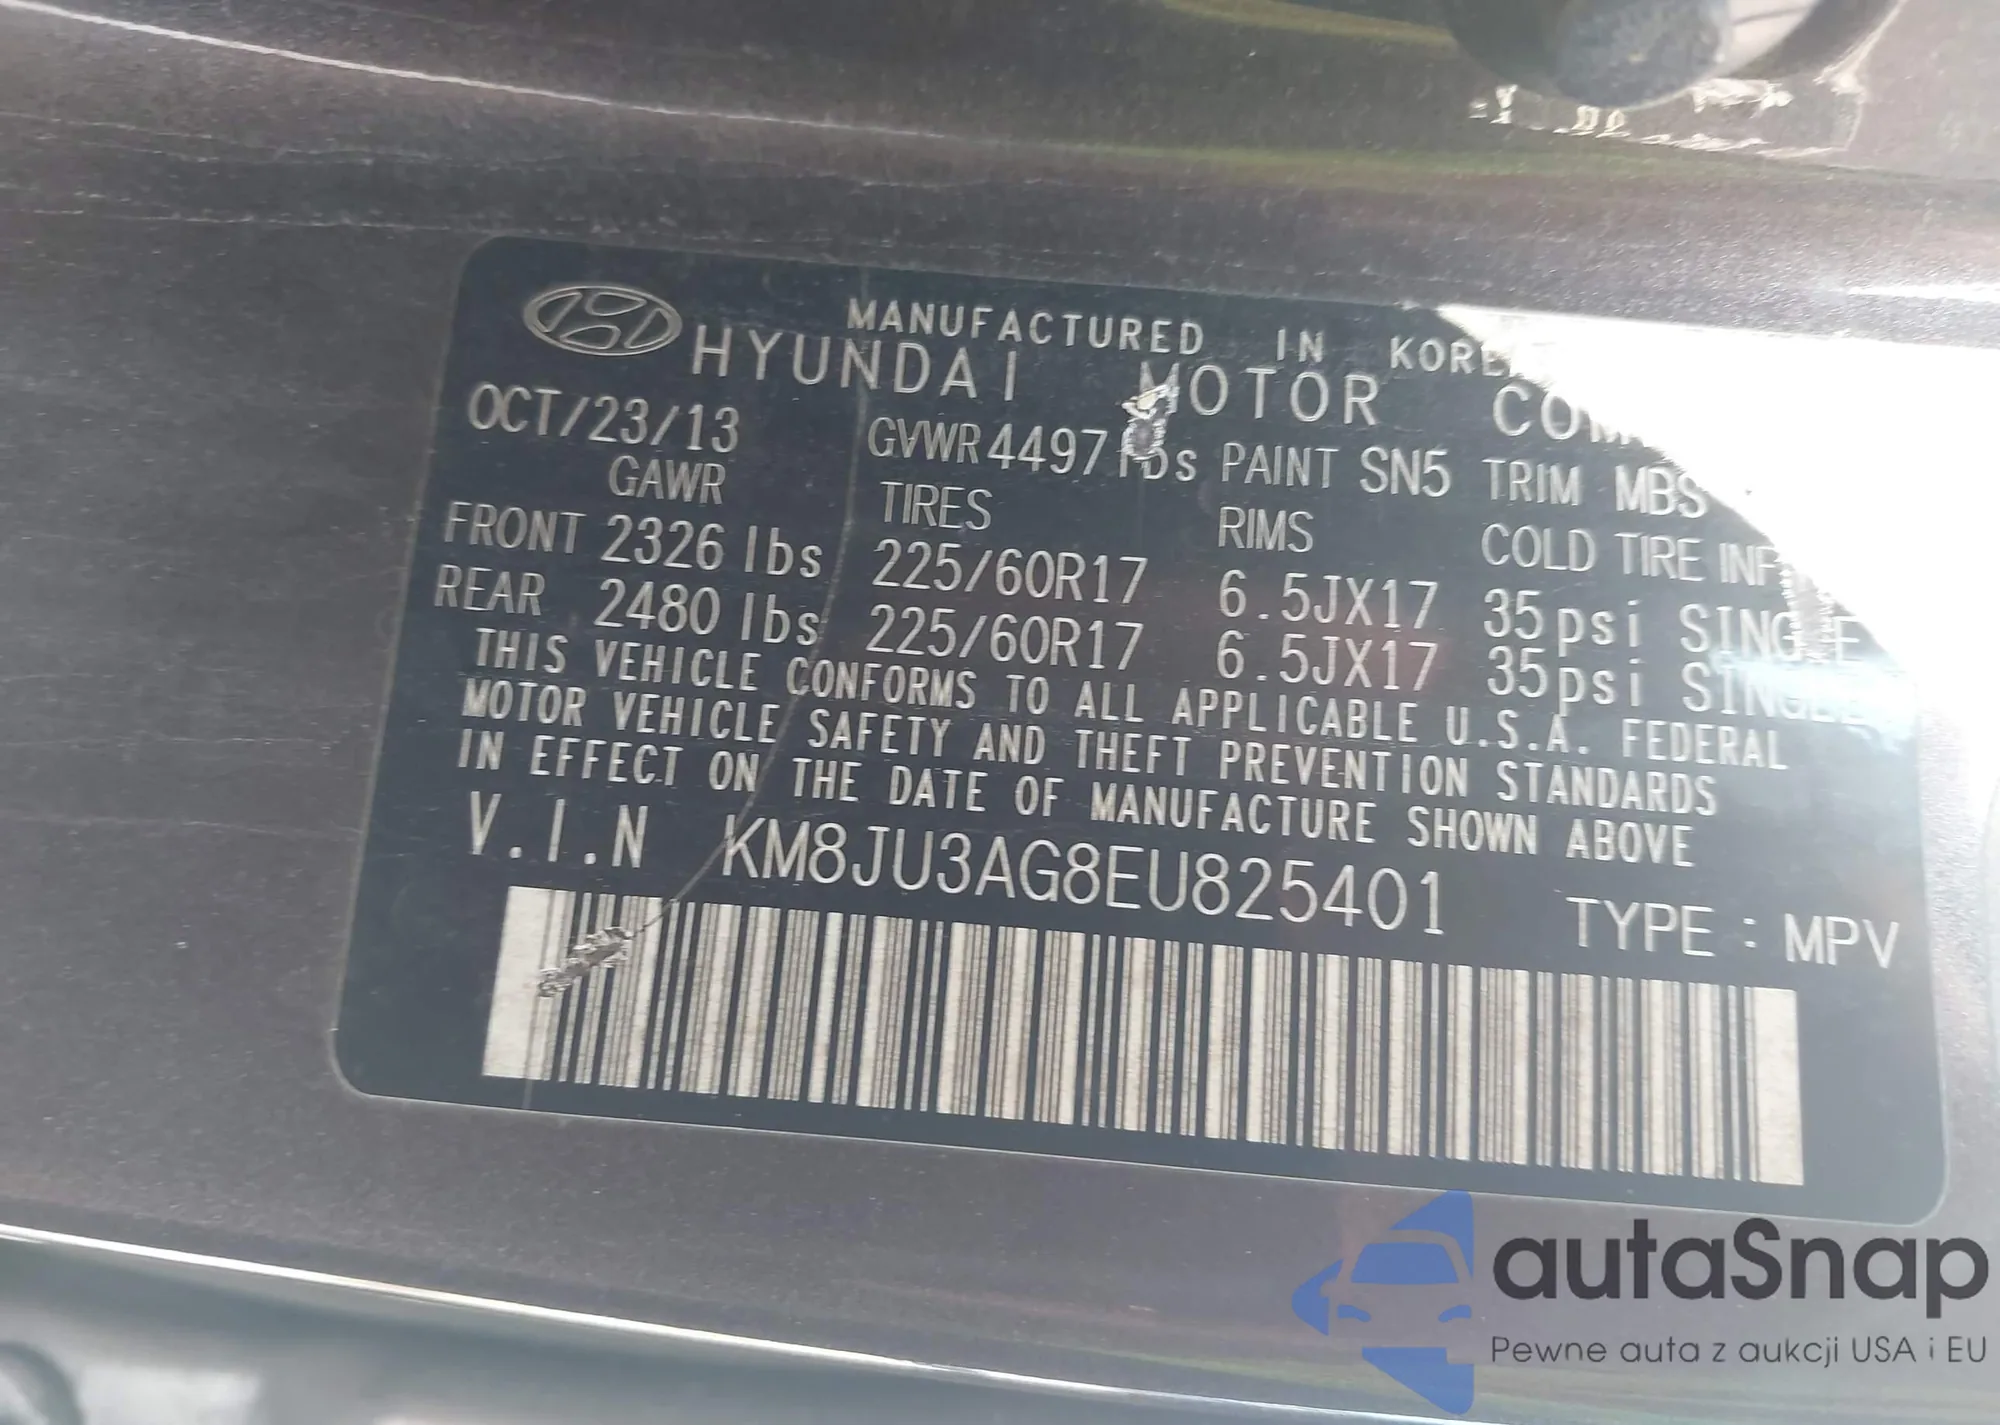 MANUFACTURED IN KOREA
HYUNDAI MOTOR
OCT/23/13 GVWR 4497 lbs PAINT SN5 TRIM MBS
GAWR TIRES RIMS COLD TIRE
FRONT 2326 lbs 225/60R17 6.5JX17 35psi SINGLE
REAR 2480 lbs 225/60R17 6.5JX17 35psi SINGLE
THIS VEHICLE CONFORMS TO ALL APPLICABLE U.S.A. FEDERAL
MOTOR VEHICLE SAFETY AND THEFT PREVENTION STANDARDS
IN EFFECT ON THE DATE OF MANUFACTURE SHOWN ABOVE
V.I.N KM8JU3AG8EU825401 TYPE : MPV
autaSnap
Pewne auta z aukcji USA i EU